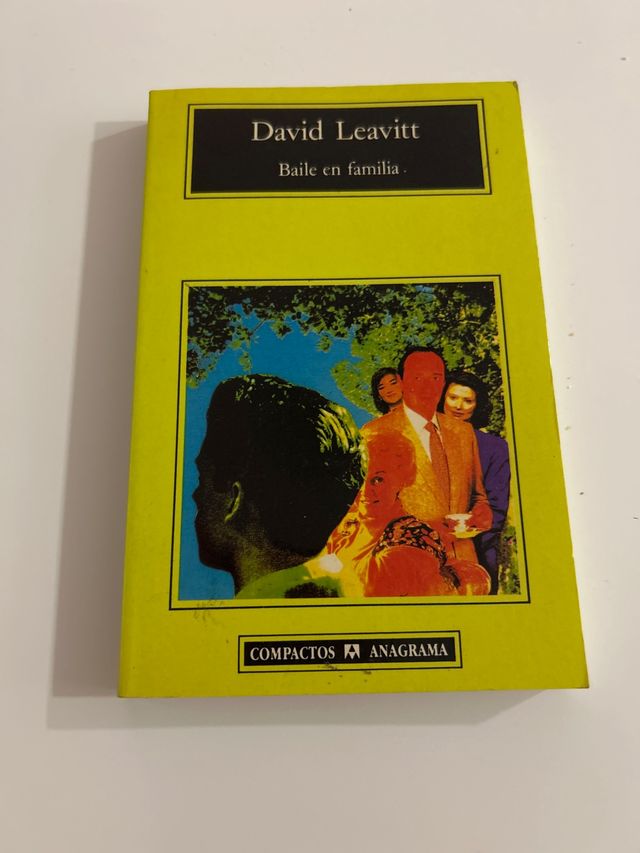 David Leavitt
Baile en familia
COMPACTOS ANAGRAMA